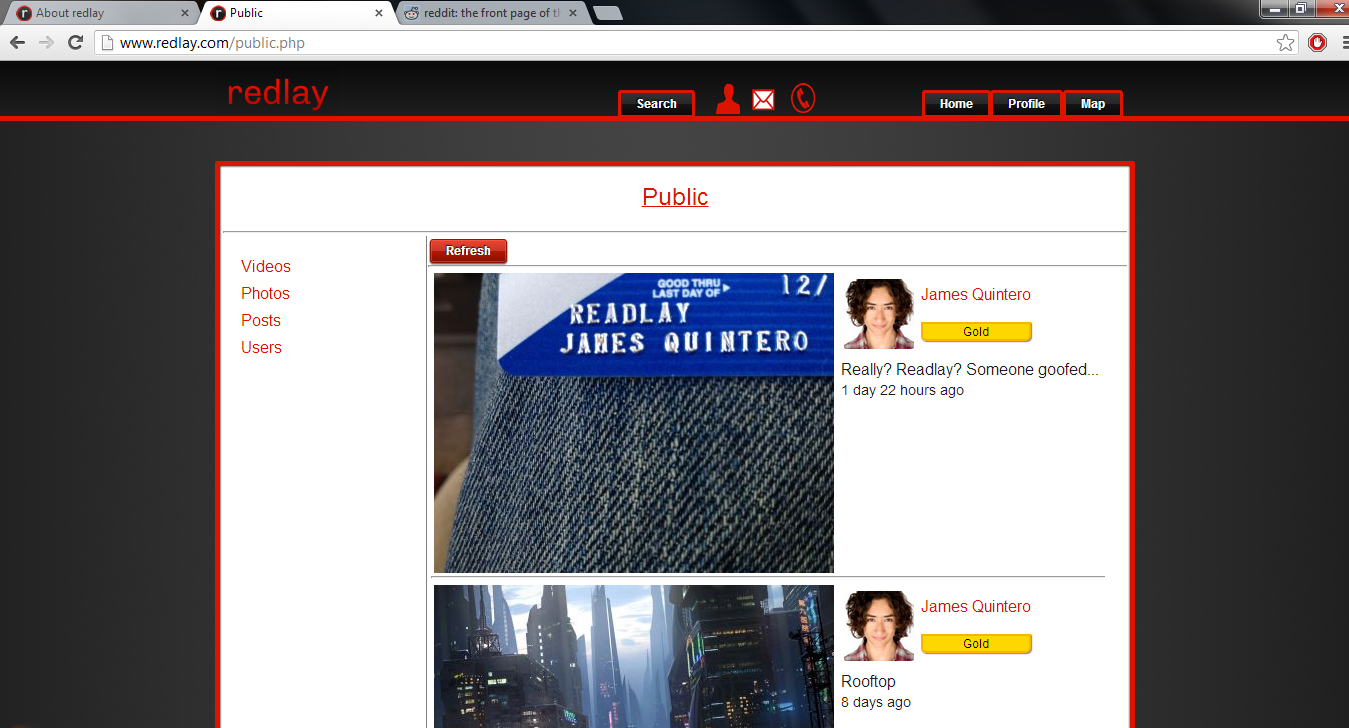 About redlay
Public
reddit: the front page of th
www.redlay.com/public.php
redlay
Search
Home
Profile
Map
Public
Videos
Photos
Posts
Users
Refresh
GOOD THRU
LAST DAY OF
12/
READLAY
JAMES QUINTERO
James Quintero
Gold
Really? Readlay? Someone goofed...
1 day 22 hours ago
James Quintero
Gold
Rooftop
8 days ago